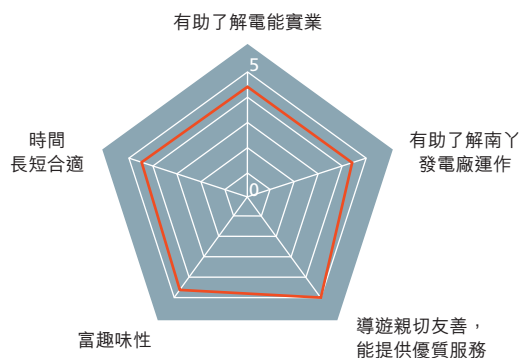 有助了解電能實業
5
時間
長短合適
有助了解南丫
發電廠運作
0
富趣味性
導遊親切友善，
能提供優質服務